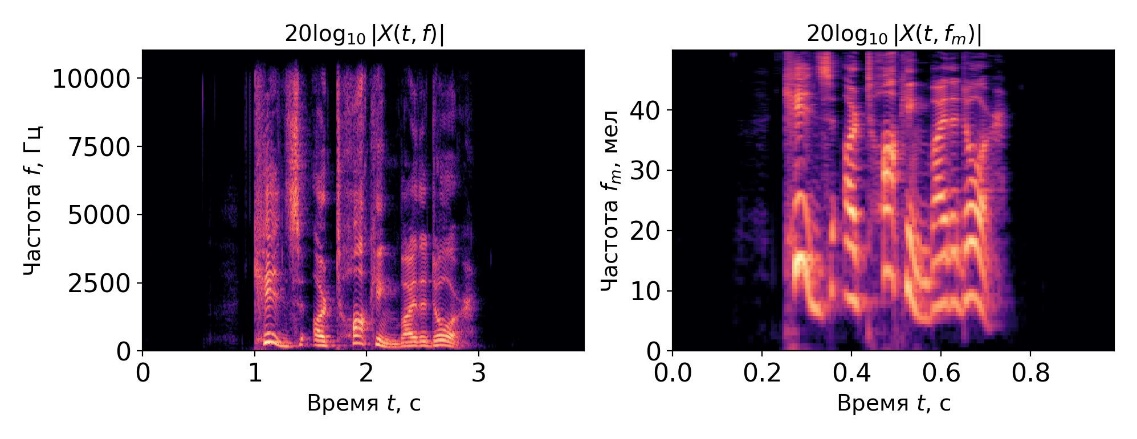 20log₁₀ |X(t, f)|
10000
7500
5000
2500
0
Частота f, Гц
0 1 2 3
Время t, с
20log₁₀ |X(t, fₘ)|
40
30
20
10
0
Частота fₘ, мел
0.0 0.2 0.4 0.6 0.8
Время t, с